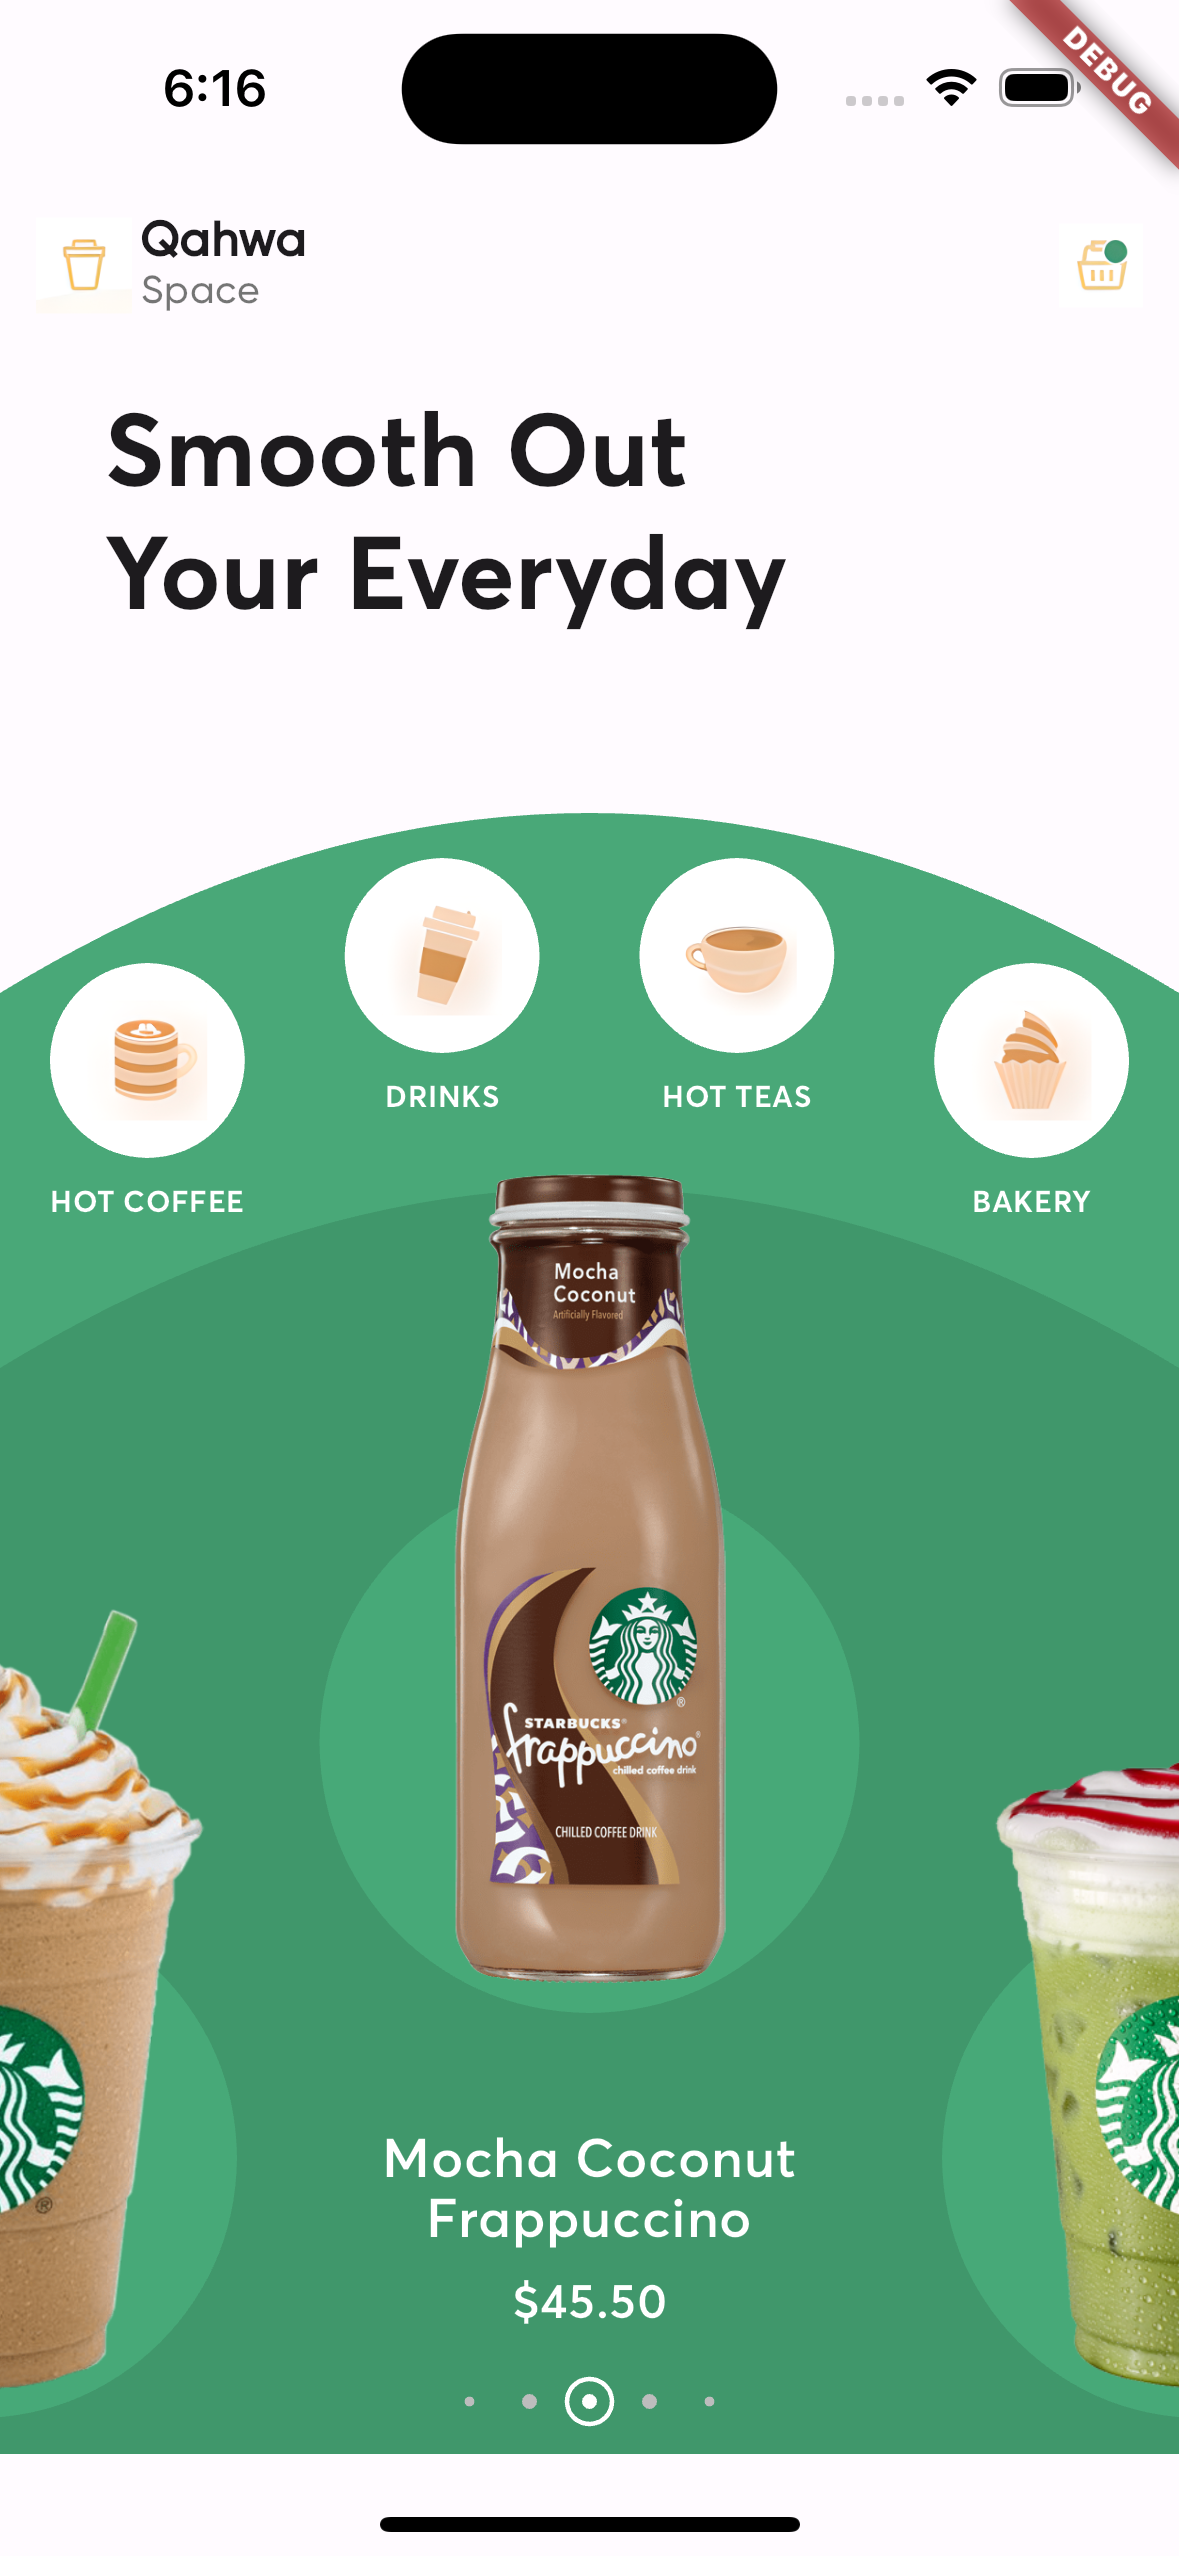 6:16
DEBUG
Qahwa
Space
Smooth Out
Your Everyday
DRINKS
HOT TEAS
HOT COFFEE
BAKERY
Mocha
Coconut
Artificially Flavored
STARBUCKS®
frappuccino®
chilled coffee drink
CHILLED COFFEE DRINK
Mocha Coconut
Frappuccino
$45.50